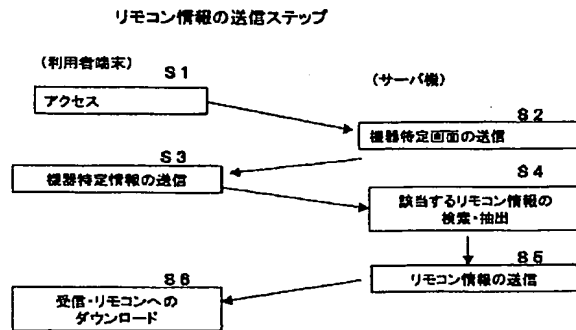 リモコン情報の送信ステップ
(利用者端末)
(サーバ機)
S1
アクセス
S2
機器特定画面の送信
S3
機器特定情報の送信
S4
該当するリモコン情報の
検索・抽出
S5
リモコン情報の送信
S6
受信・リモコンへの
ダウンロード